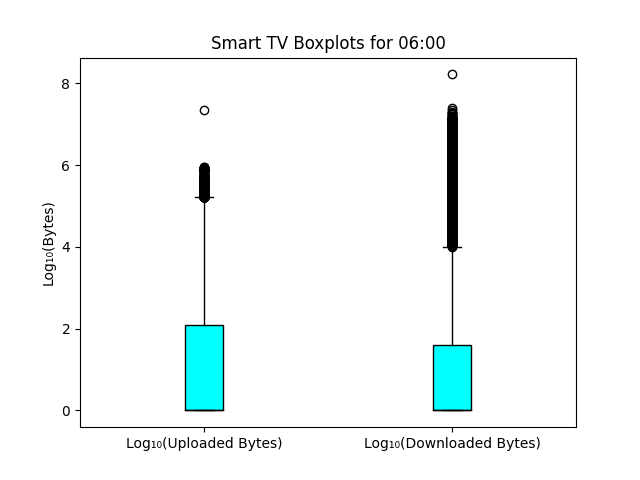 Smart TV Boxplots for 06:00
Log₁₀(Bytes)
8
6
4
2
0
Log₁₀(Uploaded Bytes)
Log₁₀(Downloaded Bytes)